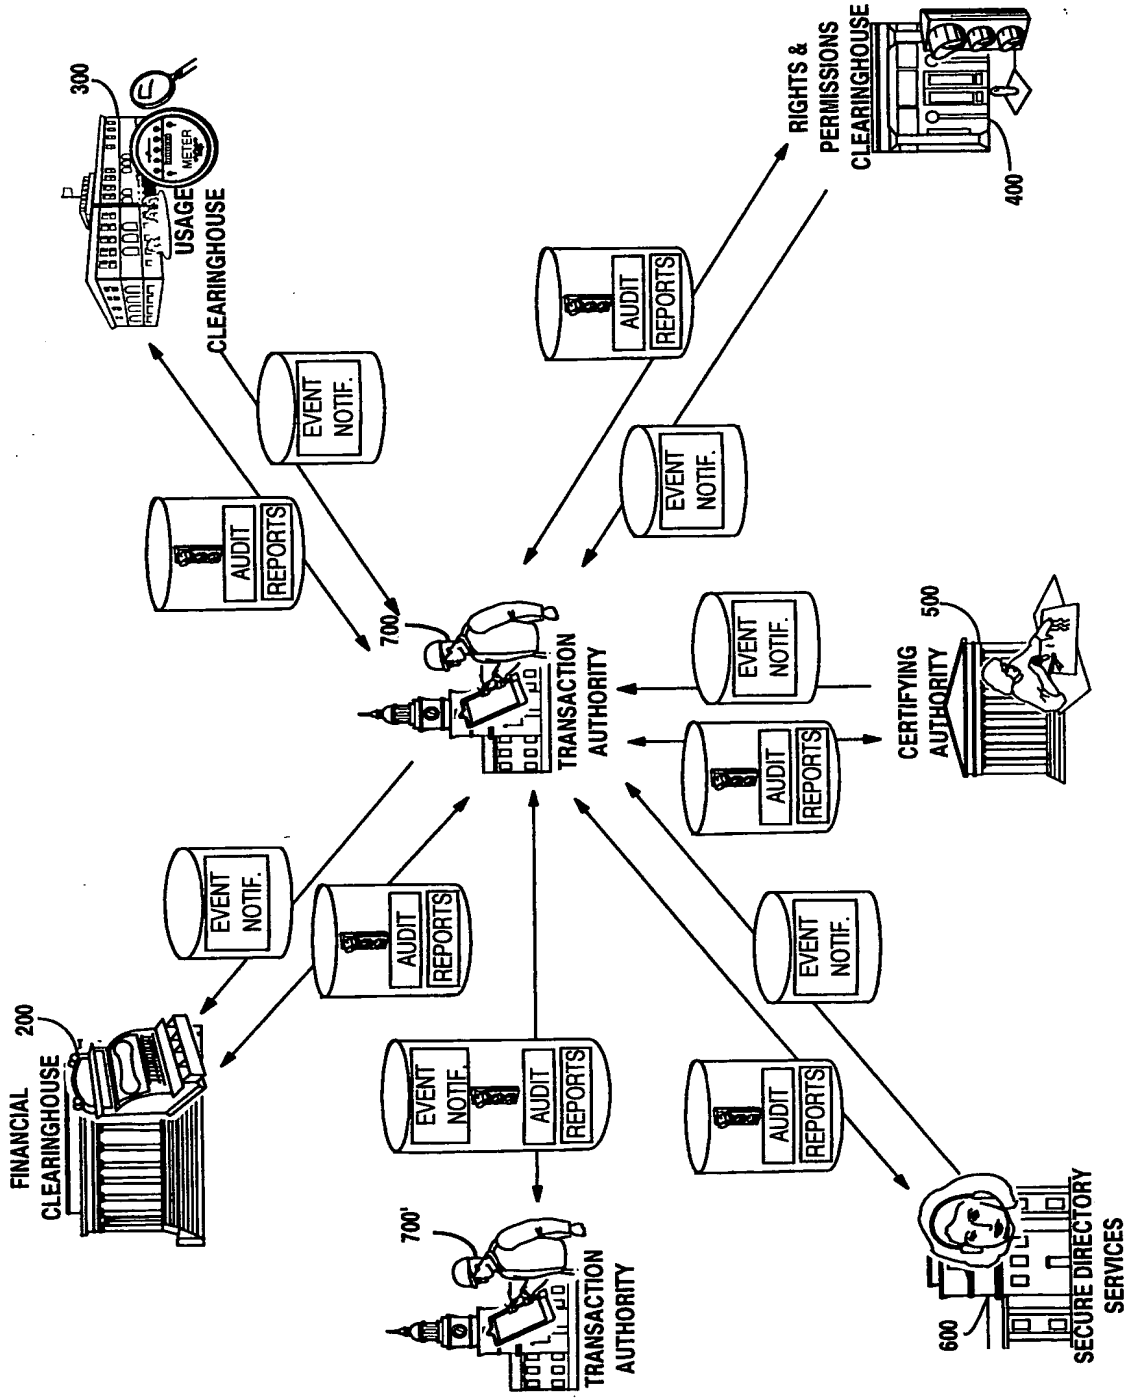 FINANCIAL
CLEARINGHOUSE
200
EVENT
NOTIF.
AUDIT
REPORTS
300
METER
USAGE
CLEARINGHOUSE
EVENT
NOTIF.
AUDIT
REPORTS
700'
TRANSACTION
AUTHORITY
EVENT
NOTIF.
AUDIT
REPORTS
700
TRANSACTION
AUTHORITY
AUDIT
REPORTS
EVENT
NOTIF.
RIGHTS &
PERMISSIONS
CLEARINGHOUSE
400
600
SECURE DIRECTORY
SERVICES
AUDIT
REPORTS
EVENT
NOTIF.
AUDIT
REPORTS
EVENT
NOTIF.
CERTIFYING
AUTHORITY
500